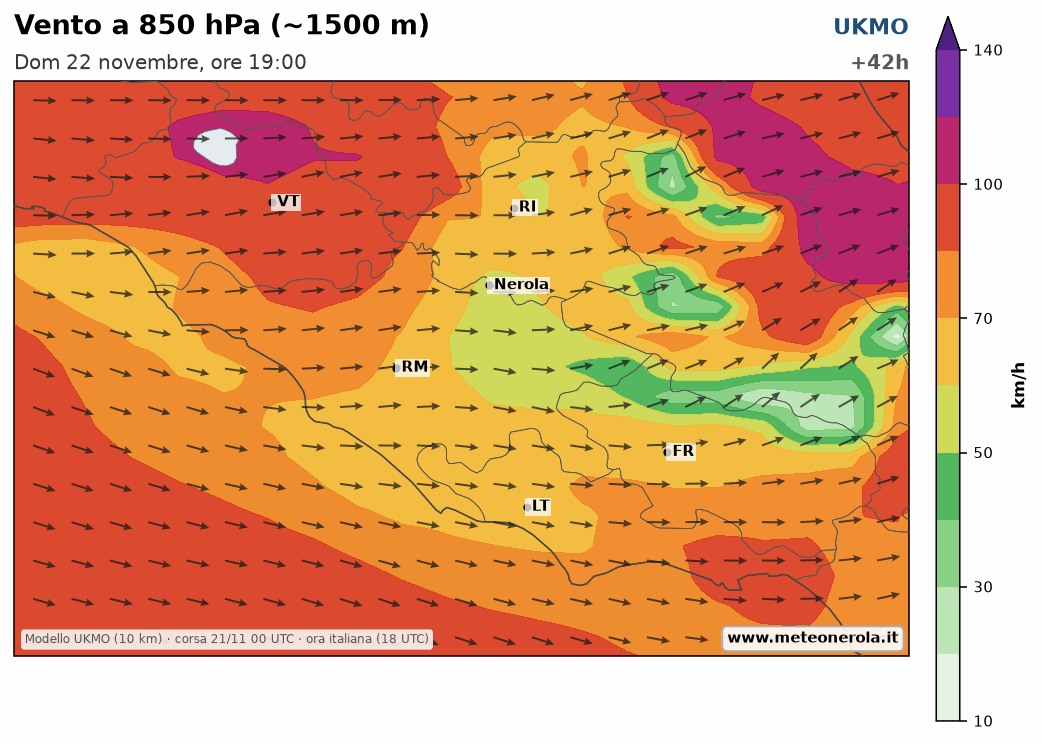 Vento a 850 hPa (~1500 m)
UKMO
Dom 22 novembre, ore 19:00
+42h
VT
RI
Nerola
RM
FR
LT
Modello UKMO (10 km) · corsa 21/11 00 UTC · ora italiana (18 UTC)
www.meteonerola.it
140
100
70
50
30
10
km/h